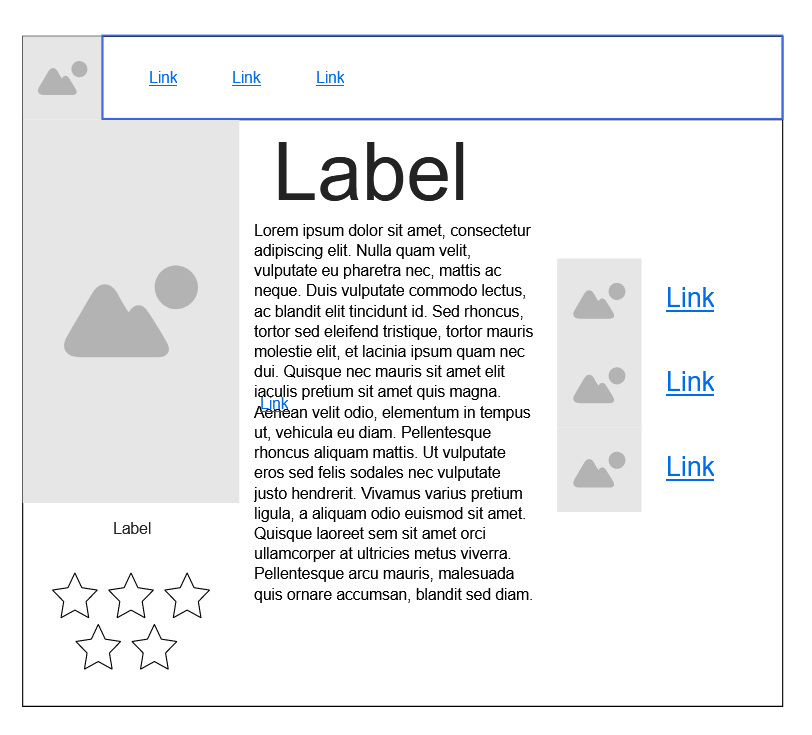 Link Link Link
Label
Lorem ipsum dolor sit amet, consectetur
adipiscing elit. Nulla quam velit,
vulputate eu pharetra nec, mattis ac
neque. Duis vulputate commodo lectus,
ac blandit elit tincidunt id. Sed rhoncus,
tortor sed eleifend tristique, tortor mauris
molestie elit, et lacinia ipsum quam nec
dui. Quisque nec mauris sit amet elit
iaculis pretium sit amet quis magna.
Link
Aenean velit odio, elementum in tempus
ut, vehicula eu diam. Pellentesque
rhoncus aliquam mattis. Ut vulputate
eros sed felis sodales nec vulputate
justo hendrerit. Vivamus varius pretium
ligula, a aliquam odio euismod sit amet.
Quisque laoreet sem sit amet orci
ullamcorper at ultricies metus viverra.
Pellentesque arcu mauris, malesuada
quis ornare accumsan, blandit sed diam.
Link
Link
Link
Label